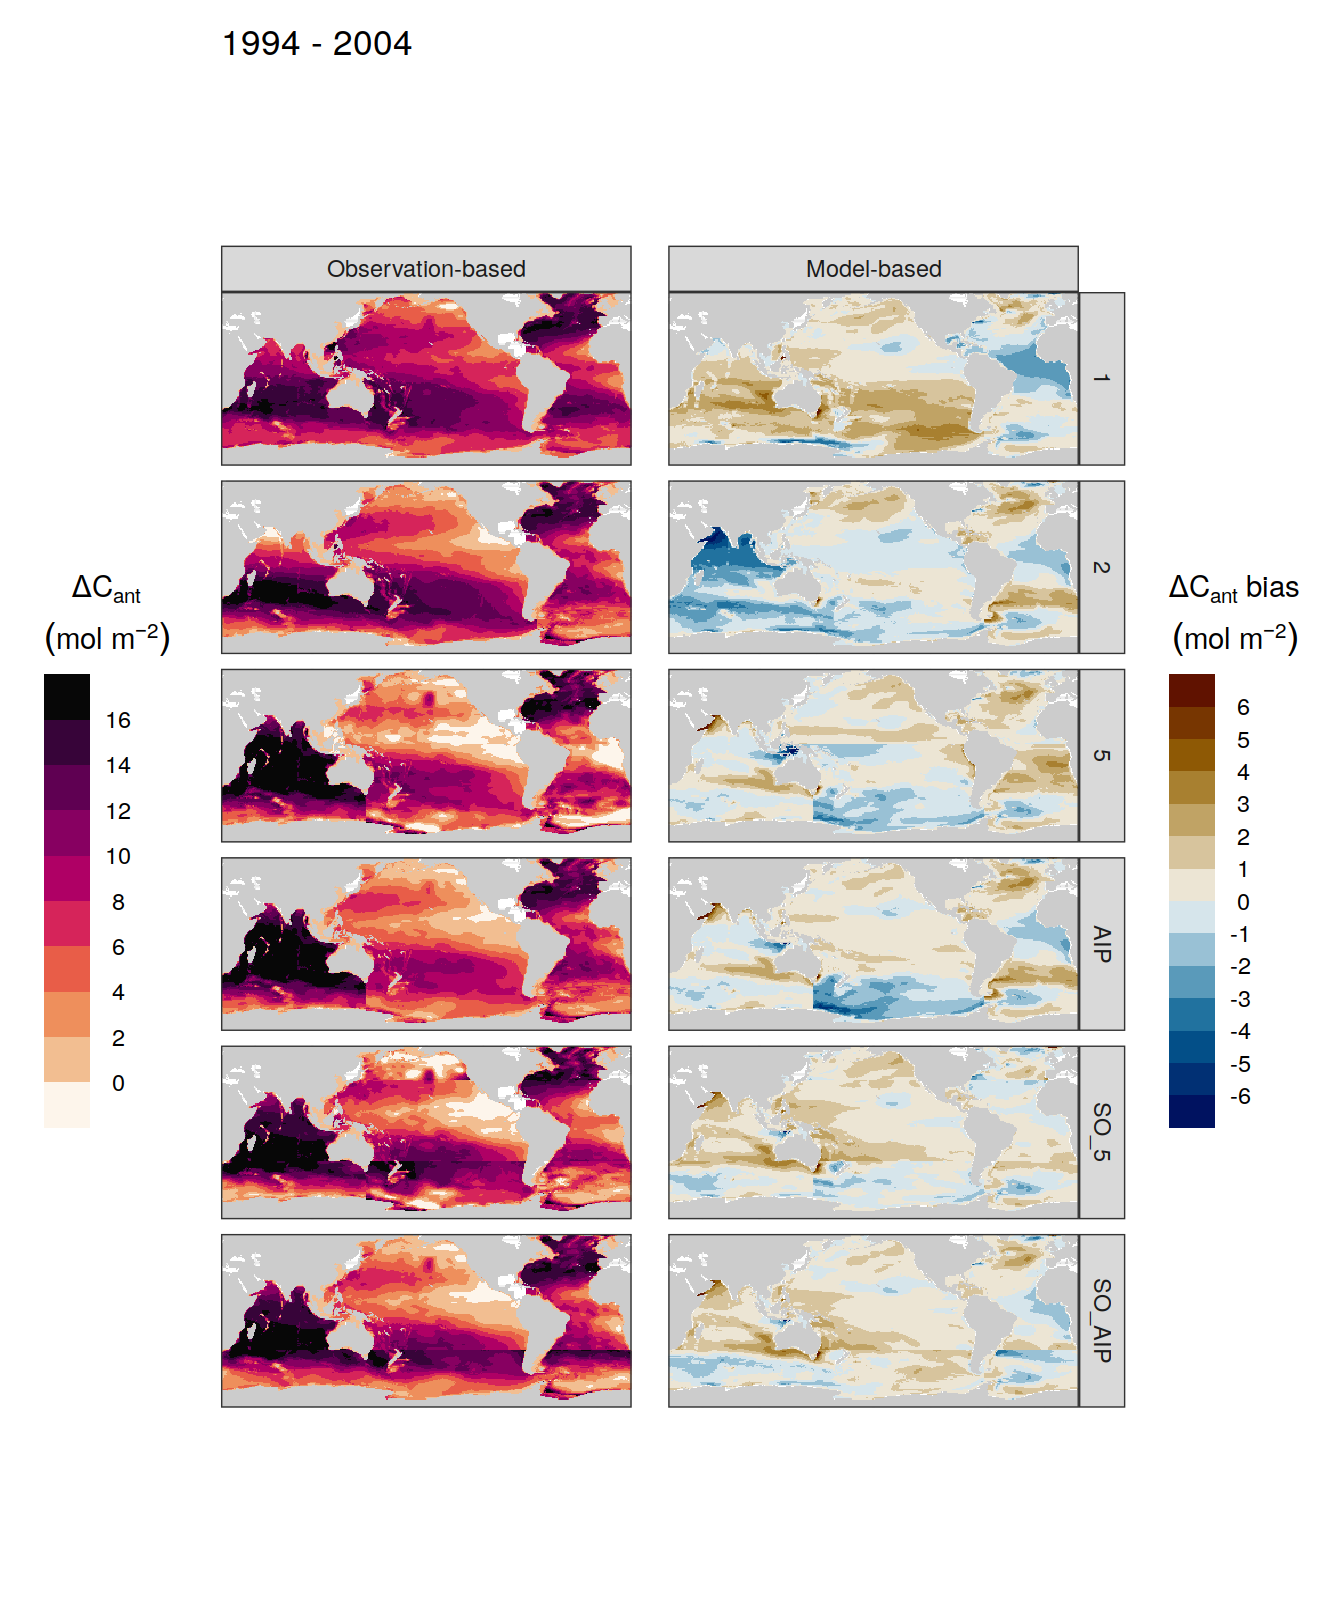 1994 - 2004
Observation-based
Model-based
1
2
5
AIP
SO_5
SO_AIP
ΔCant
(mol m−2)
16
14
12
10
8
6
4
2
0
ΔCant bias
(mol m−2)
6
5
4
3
2
1
0
-1
-2
-3
-4
-5
-6